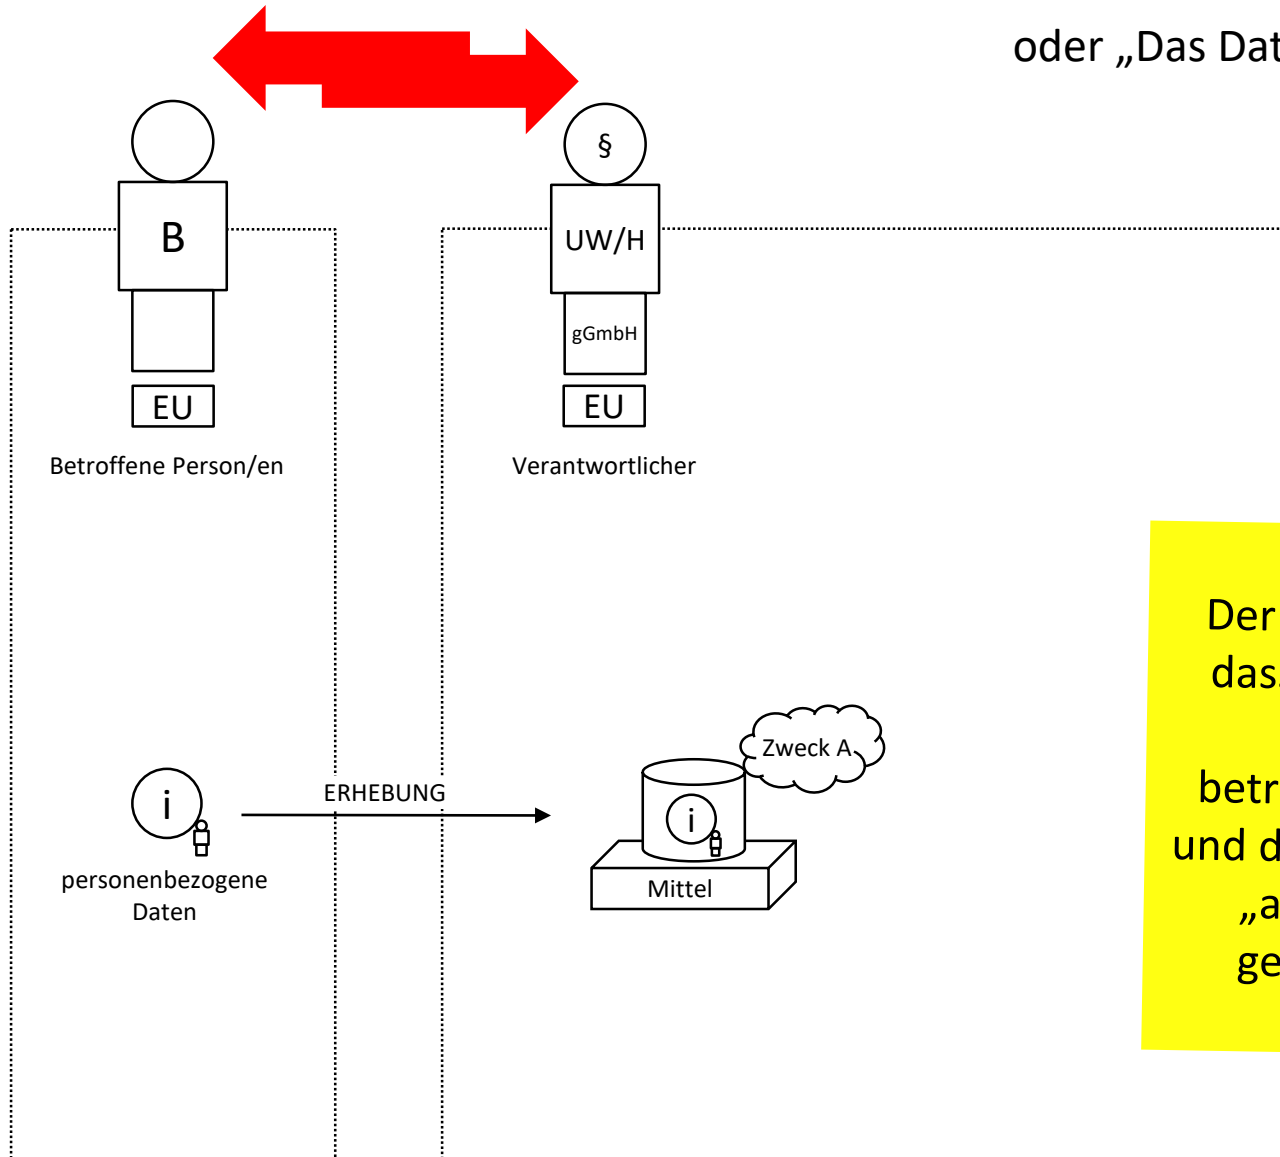 oder „Das Dat
§
B
UW/H
gGmbH
EU
EU
Betroffene Person/en
Verantwortlicher
Der
das
betr
und d
„a
ge
Zweck A
i
ERHEBUNG
i
personenbezogene
Daten
Mittel